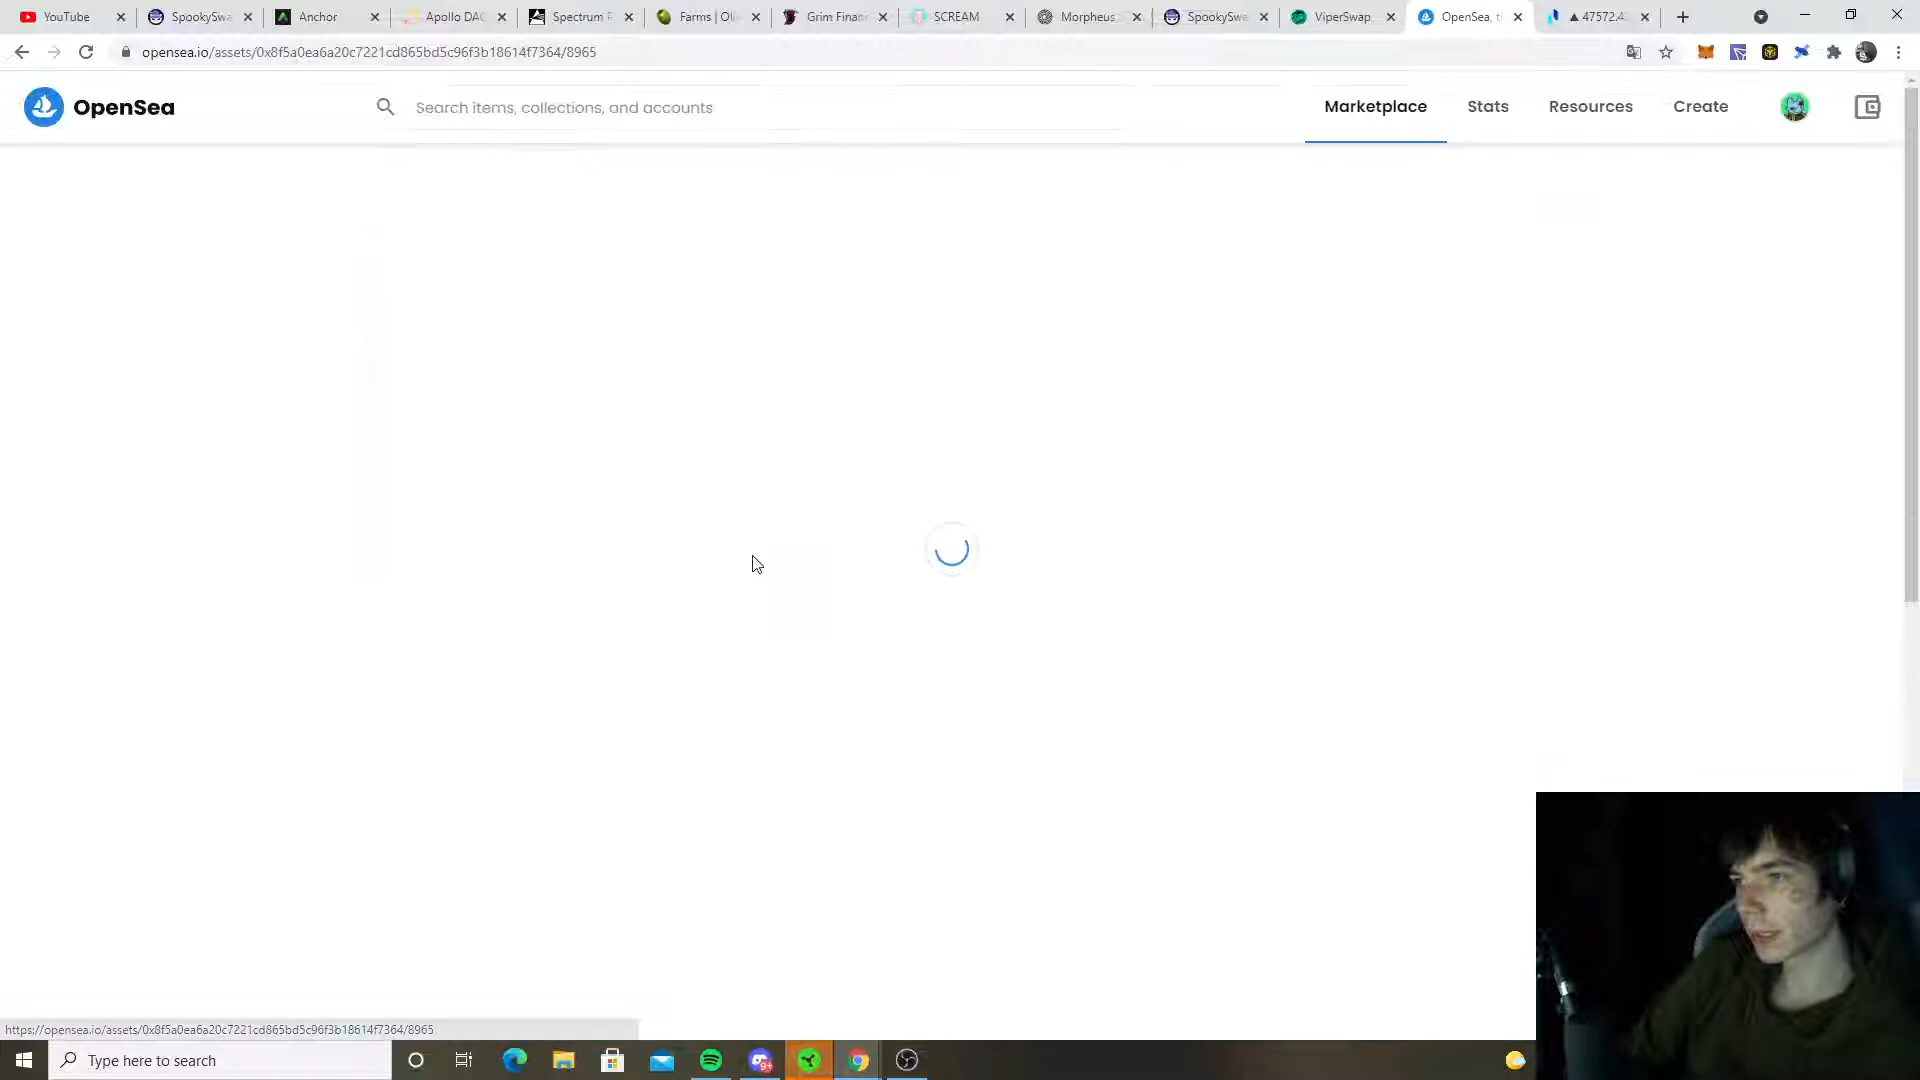 YouTube
SpookySwa
Anchor
Apollo DAO
Spectrum P
Farms | Oli
Grim Finan
SCREAM
Morpheus
SpookySwa
ViperSwap
OpenSea, t
▲ 47572.4
opensea.io/assets/0x8f5a0ea6a20c7221cd865bd5c96f3b18614f7364/8965
OpenSea
Search items, collections, and accounts
Marketplace
Stats
Resources
Create
https://opensea.io/assets/0x8f5a0ea6a20c7221cd865bd5c96f3b18614f7364/8965
Type here to search
9+